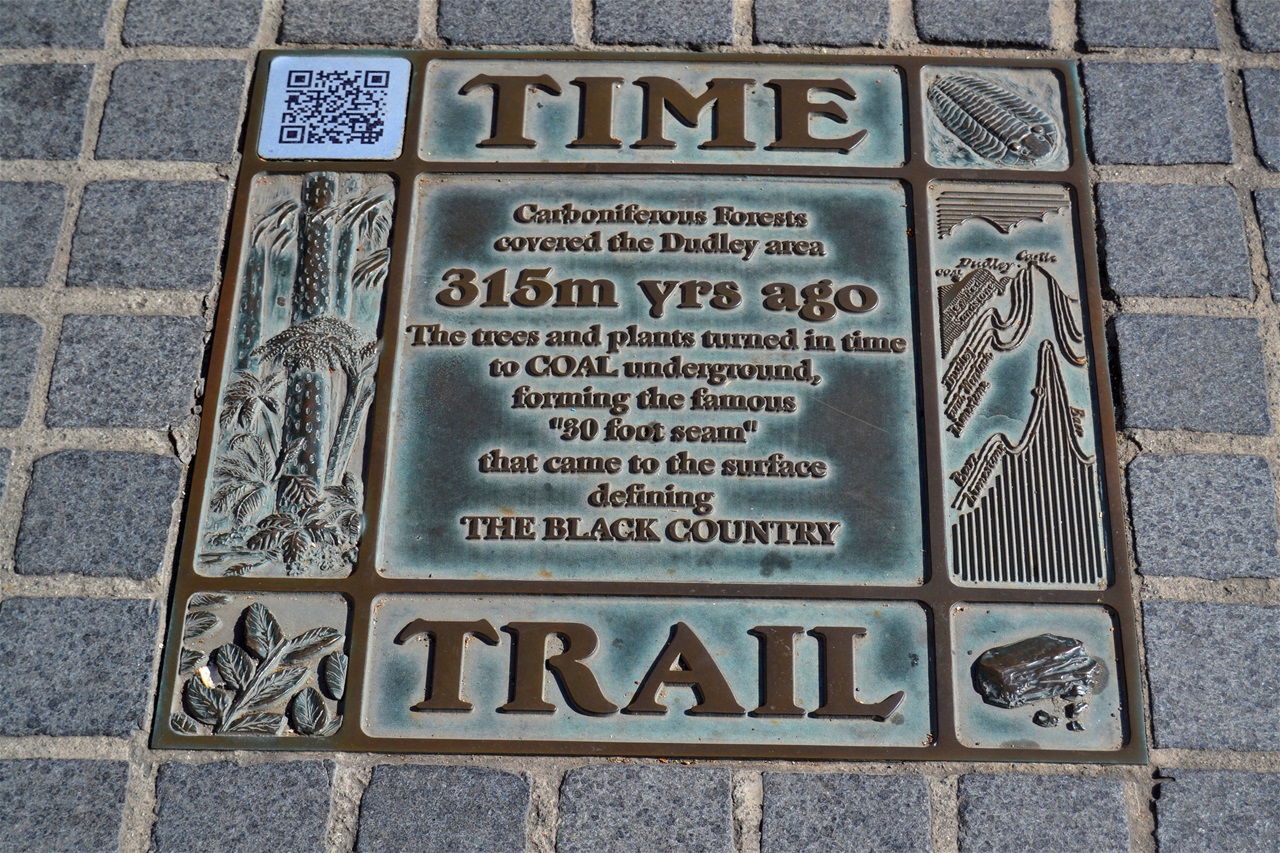 TIME
Carboniferous Forests
covered the Dudley area
315m yrs ago
The trees and plants turned in time
to COAL underground,
forming the famous
"30 foot seam"
that came to the surface
defining
THE BLACK COUNTRY
Dudley Castle
Barr
Limestone
TRAIL